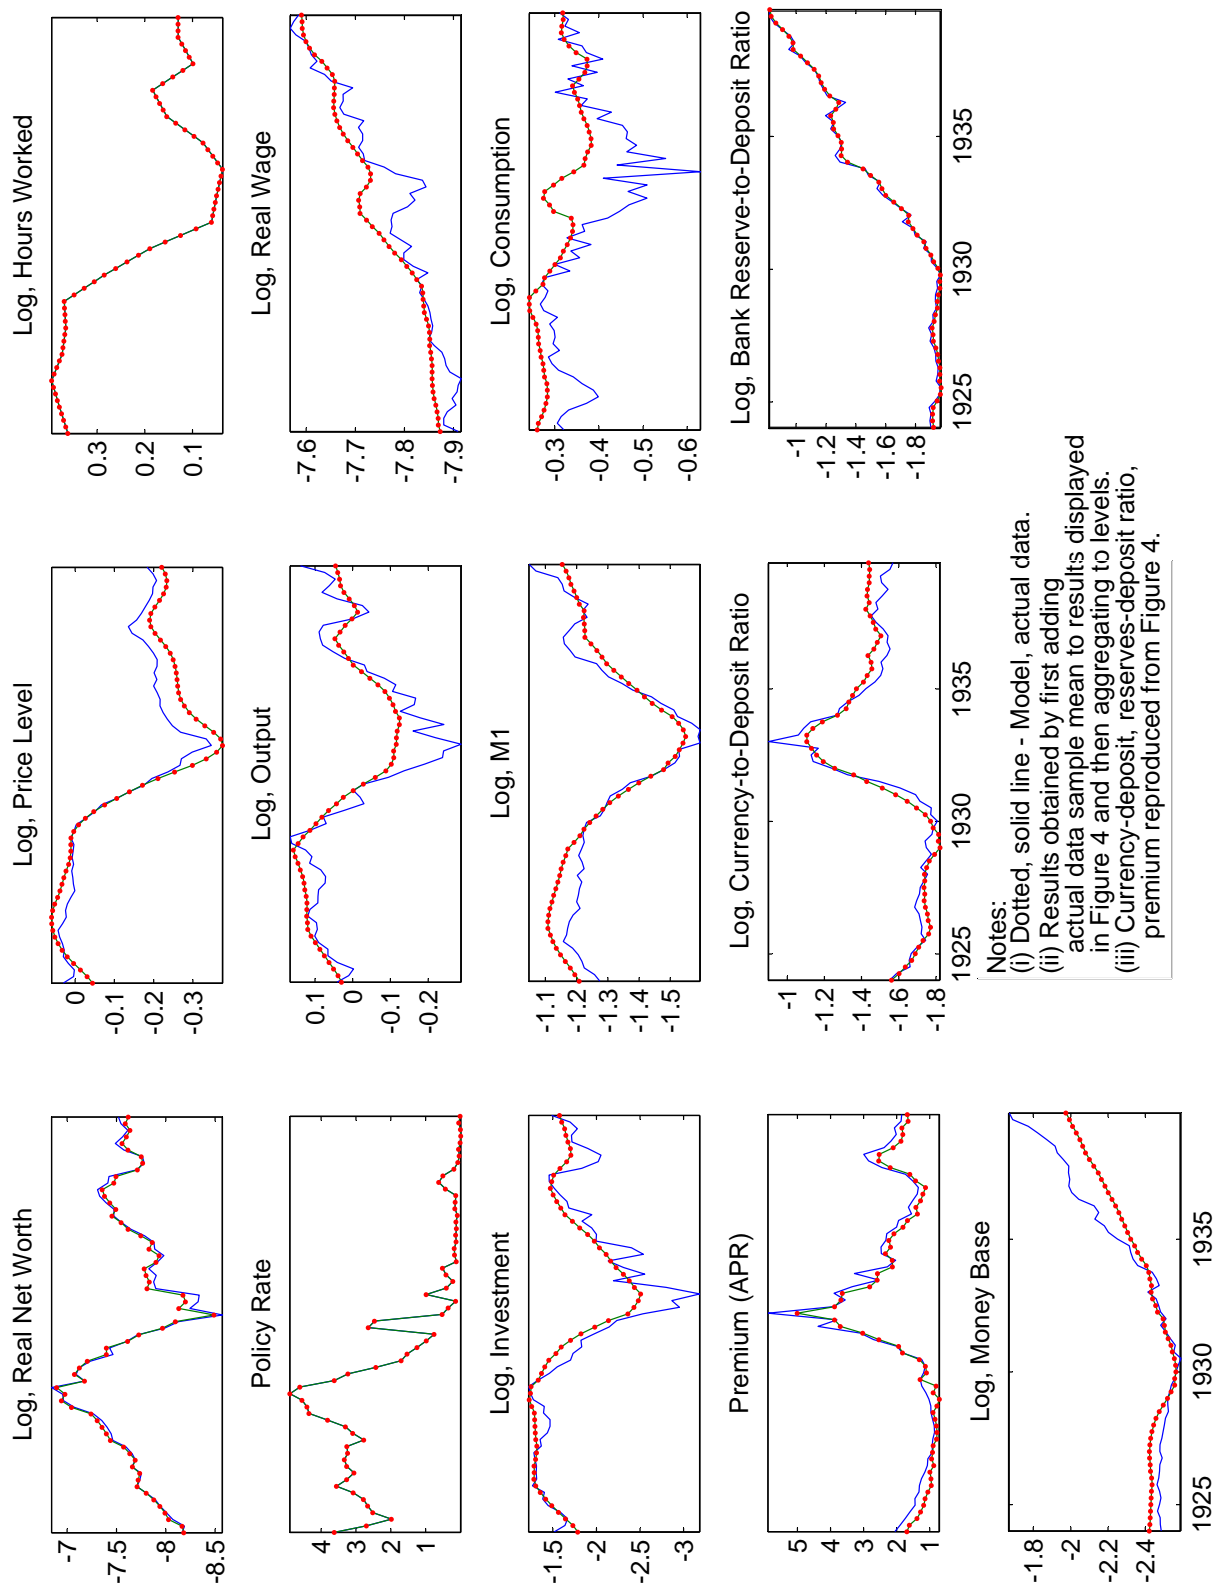 Log, Real Net Worth
-7
-7.5
-8
-8.5
Log, Price Level
0
-0.1
-0.2
-0.3
Log, Hours Worked
0.3
0.2
0.1
Policy Rate
4
3
2
1
Log, Output
0.1
0
-0.1
-0.2
Log, Real Wage
-7.6
-7.7
-7.8
-7.9
Log, Investment
-1.5
-2
-3
Log, M1
-1.1
-1.2
-1.3
-1.4
-1.5
Log, Consumption
-0.3
-0.4
-0.5
-0.6
Premium (APR)
5
4
3
2
1
Log, Currency-to-Deposit Ratio
-1
-1.2
-1.4
-1.6
-1.8
1925 1930 1935
Log, Bank Reserve-to-Deposit Ratio
-1
-1.2
-1.4
-1.6
-1.8
1925 1930 1935
Log, Money Base
-1.8
-2
-2.2
-2.4
1925 1930 1935
Notes:
(i) Dotted, solid line - Model, actual data.
(ii) Results obtained by first adding
actual data sample mean to results displayed
in Figure 4 and then aggregating to levels.
(iii) Currency-deposit, reserves-deposit ratio,
premium reproduced from Figure 4.